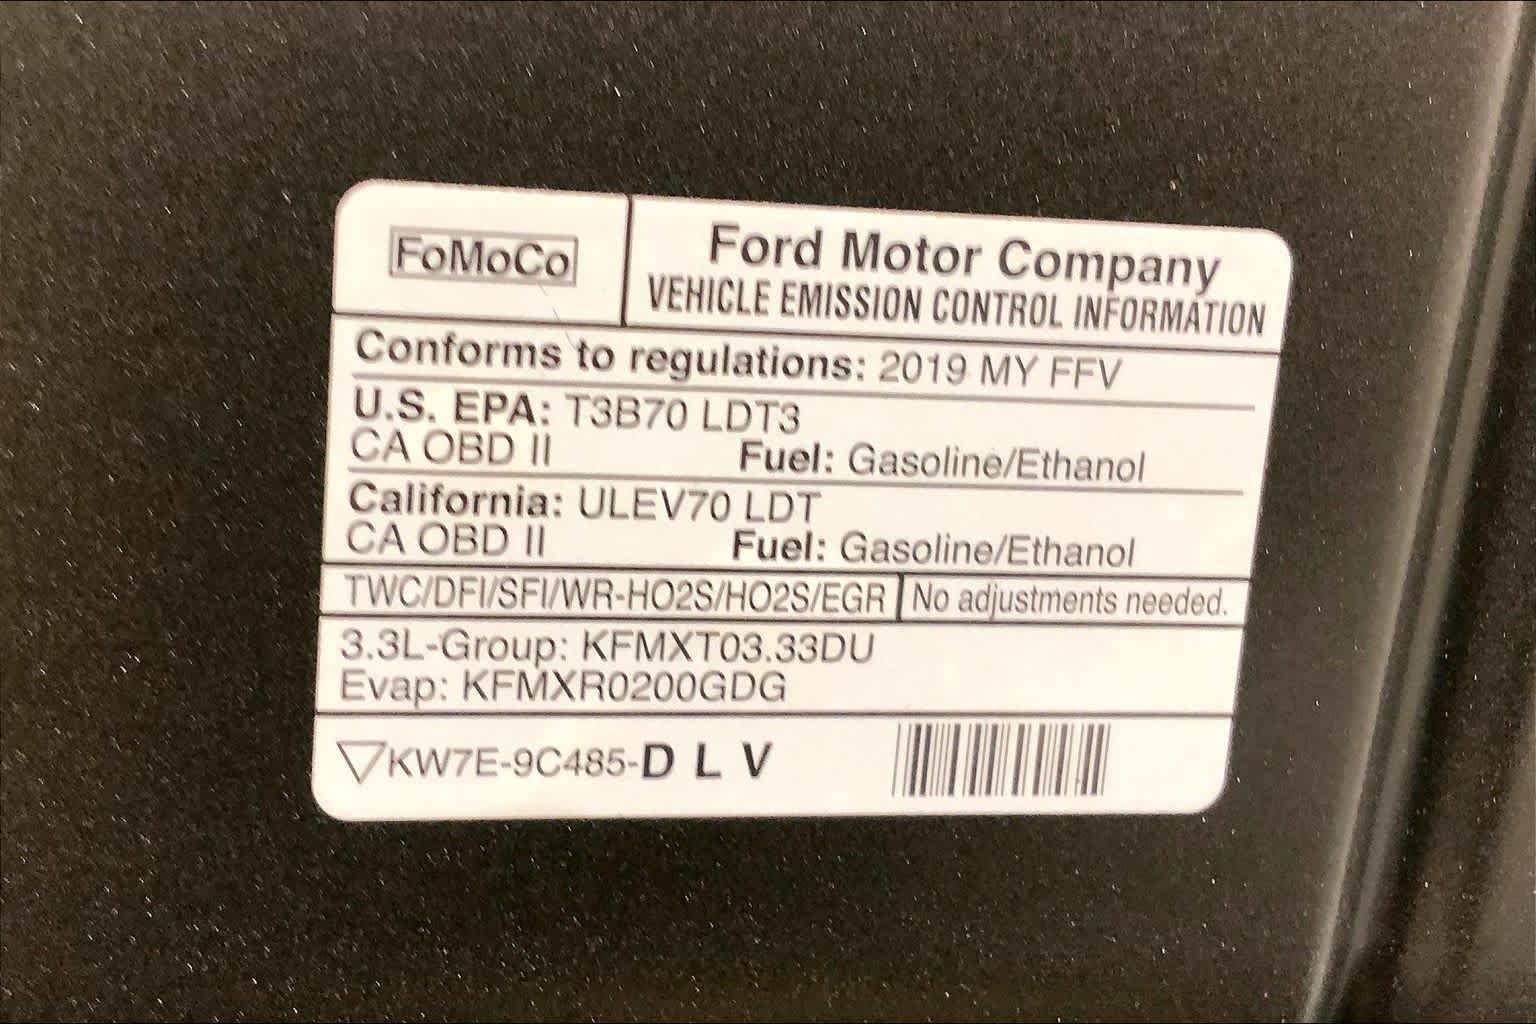 FoMoCo
Ford Motor Company
VEHICLE EMISSION CONTROL INFORMATION
Conforms to regulations: 2019 MY FFV
U.S. EPA: T3B70 LDT3
CA OBD II Fuel: Gasoline/Ethanol
California: ULEV70 LDT
CA OBD II Fuel: Gasoline/Ethanol
TWC/DFI/SFI/WR-HO2S/HO2S/EGR No adjustments needed.
3.3L-Group: KFMXT03.33DU
Evap: KFMXR0200GDG
KW7E-9C485-D L V